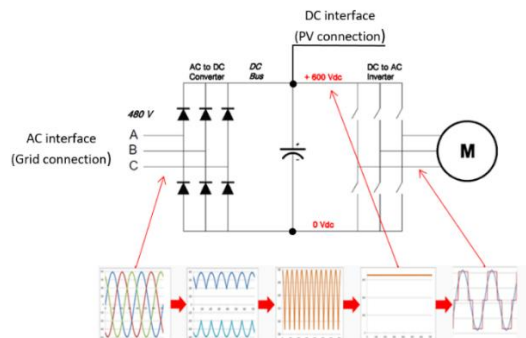 DC interface
(PV connection)
AC to DC
Converter
DC
Bus
+ 600 Vdc
DC to AC
Inverter
480 V
A
B
C
AC interface
(Grid connection)
+
-
M
0 Vdc